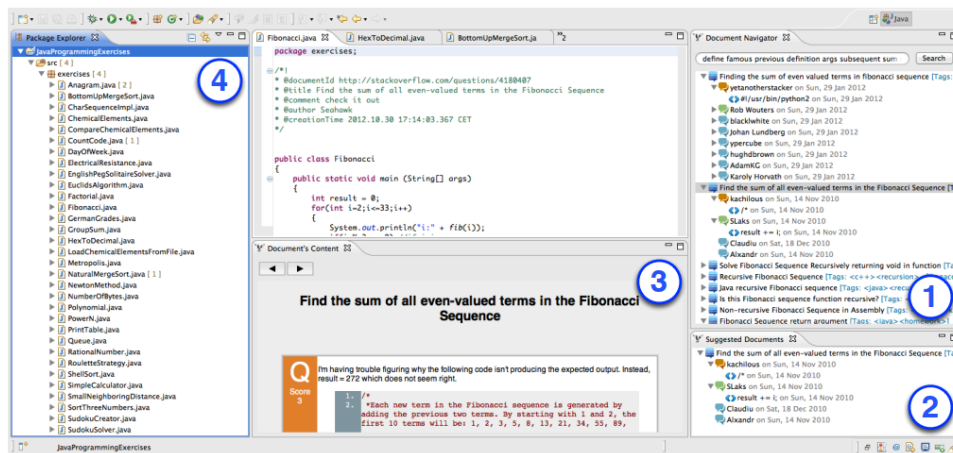 Java
Package Explorer
JavaProgrammingExercises
src [ 4 ]
exercises [ 4 ]
Anagram.java [ 2 ]
BottomUpMergeSort.java
CharSequenceImpl.java
ChemicalElements.java
CompareChemicalElements.java
CountCode.java [ 1 ]
DayOfWeek.java
ElectricalResistance.java
EnglishPegSolitaireSolver.java
EuclidsAlgorithm.java
Factorial.java
Fibonacci.java
GermanGrades.java
GroupSum.java
HexToDecimal.java
LoadChemicalElementsFromFile.java
Metropolis.java
NaturalMergeSort.java [ 1 ]
NewtonMethod.java
NumberOfBytes.java
Polynomial.java
PowerN.java
PrintTable.java
Queue.java
RationalNumber.java
RouletteStrategy.java
ShellSort.java
SimpleCalculator.java
SmallNeighboringDistance.java
SortThreeNumbers.java
SudokuCreator.java
SudokuSolver.java
4
Fibonacci.java
HexToDecimal.java
BottomUpMergeSort.ja
2
package exercises;
/*!
* @documentId http://stackoverflow.com/questions/4180407
* @title Find the sum of all even-valued terms in the Fibonacci Sequence
* @comment check it out
* @author Seahawk
* @creationTime 2012.10.30 17:14:03.367 CET
*/
public class Fibonacci
{
public static void main (String[] args)
{
int result = 0;
for(int i=2;i<=33;i++)
{
System.out.println("i:" + fib(i));
Document's Content
3
Find the sum of all even-valued terms in the Fibonacci
Sequence
Q
Score
3
I'm having trouble figuring why the following code isn't producing the expected output. Instead,
result = 272 which does not seem right.
1. /*
2. *Each new term in the Fibonacci sequence is generated by
adding the previous two terms. By starting with 1 and 2, the
first 10 terms will be: 1, 2, 3, 5, 8, 13, 21, 34, 55, 89,
Document Navigator
define famous previous definition args subsequent sum
Search
Finding the sum of even valued terms in fibonacci sequence [Tags:
yetanotherstacker on Sun, 29 Jan 2012
#!/usr/bin/python2 on Sun, 29 Jan 2012
Rob Wouters on Sun, 29 Jan 2012
blacklwhite on Sun, 29 Jan 2012
Johan Lundberg on Sun, 29 Jan 2012
ypercube on Sun, 29 Jan 2012
hughdbrown on Sun, 29 Jan 2012
AdamKG on Sun, 29 Jan 2012
Karoly Horvath on Sun, 29 Jan 2012
Find the sum of all even-valued terms in the Fibonacci Sequence [T
kachilous on Sun, 14 Nov 2010
/* on Sun, 14 Nov 2010
SLaks on Sun, 14 Nov 2010
result += i; on Sun, 14 Nov 2010
Claudiu on Sat, 18 Dec 2010
Alxandr on Sun, 14 Nov 2010
Solve Fibonacci Sequence Recursively returning void in function [Ta
Recursive Fibonacci Sequence [Tags: <c++><recursion>
Java recursive Fibonacci sequence [Tags: <java><recu
Is this Fibonacci sequence function recursive? [Tags:
Non-recursive Fibonacci Sequence in Assembly [Tags:
Fibonacci Sequence return argument [Tags: <java><homework>]
1
Suggested Documents
Find the sum of all even-valued terms in the Fibonacci Sequence [Ta
kachilous on Sun, 14 Nov 2010
/* on Sun, 14 Nov 2010
SLaks on Sun, 14 Nov 2010
result += i; on Sun, 14 Nov 2010
Claudiu on Sat, 18 Dec 2010
Alxandr on Sun, 14 Nov 2010
2
JavaProgrammingExercises